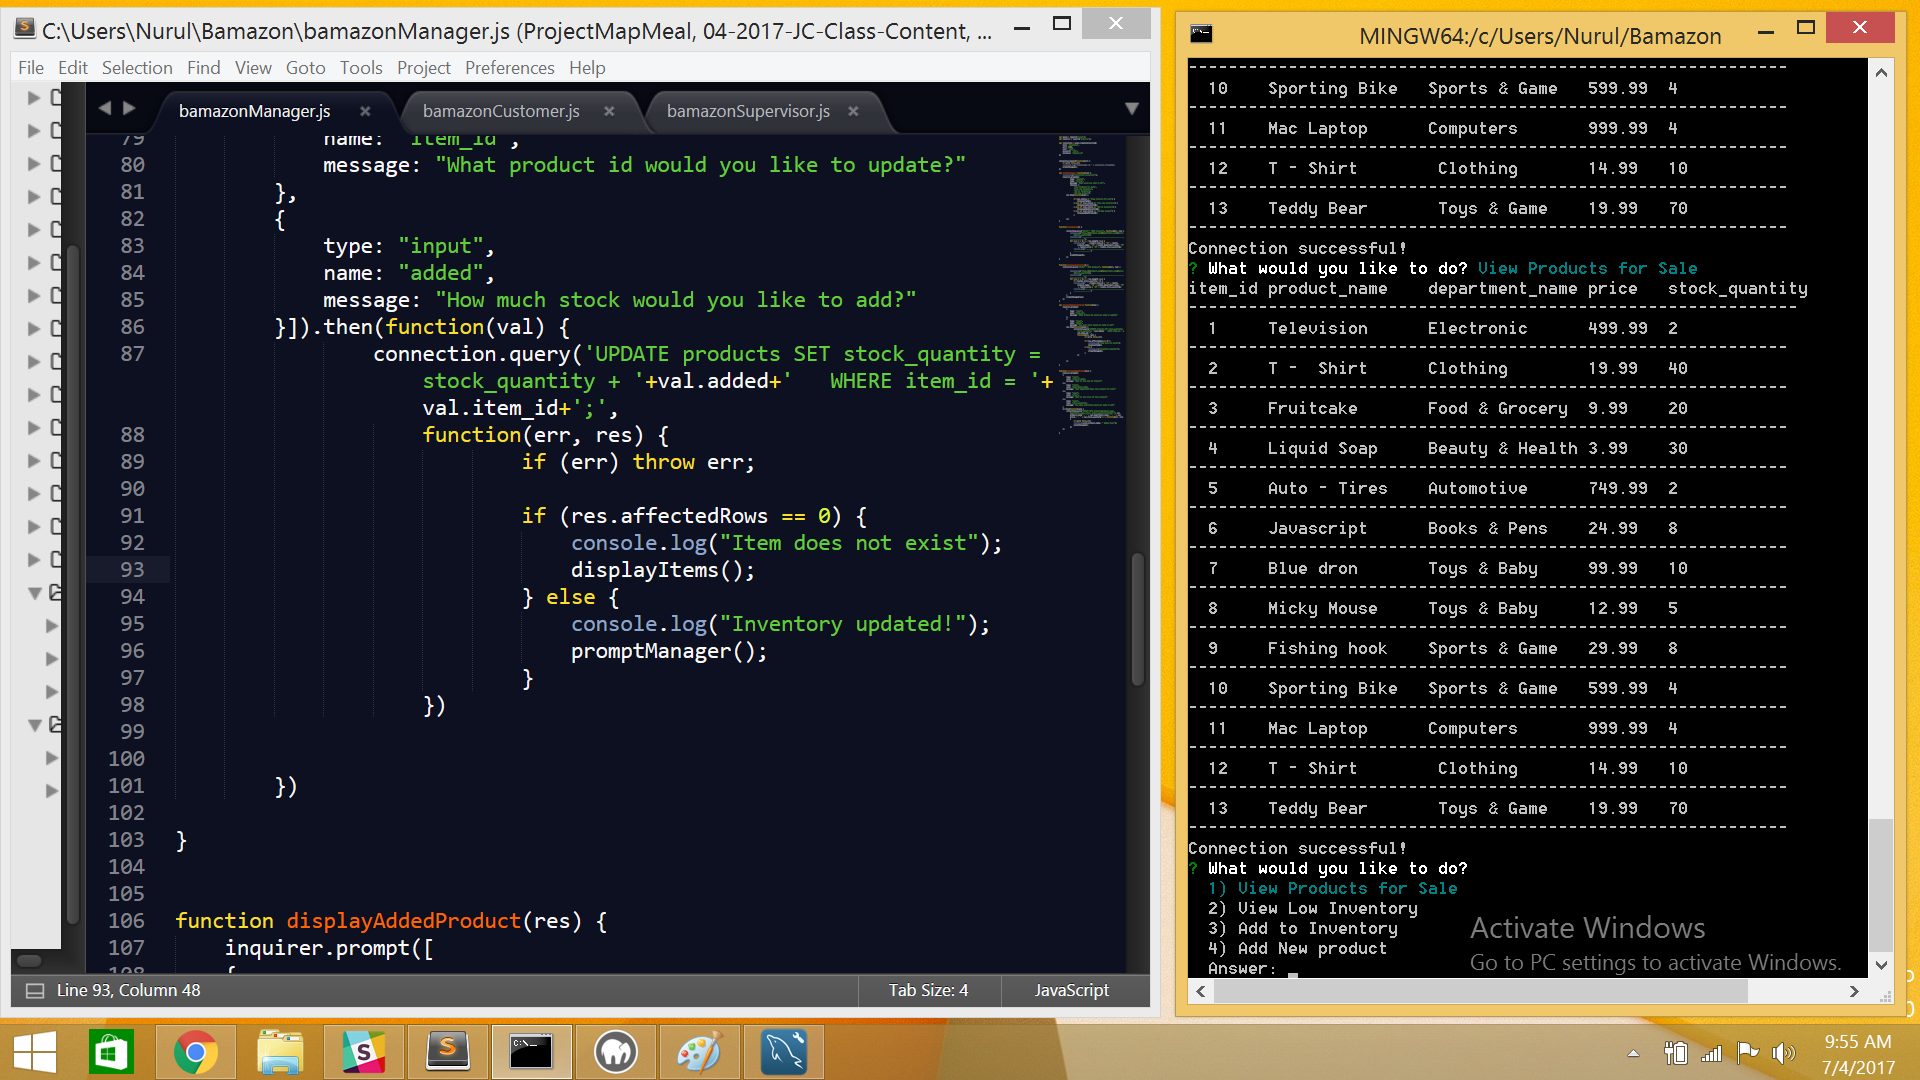 C:\Users\Nurul\Bamazon\bamazonManager.js (ProjectMapMeal, 04-2017-JC-Class-Content, ...
File Edit Selection Find View Goto Tools Project Preferences Help
bamazonManager.js
bamazonCustomer.js
bamazonSupervisor.js
79 name: "item_id",
80 message: "What product id would you like to update?"
81 },
82 {
83 type: "input",
84 name: "added",
85 message: "How much stock would you like to add?"
86 }]).then(function(val) {
87 connection.query('UPDATE products SET stock_quantity =
stock_quantity + '+val.added+' WHERE item_id = '+
val.item_id+';',
88 function(err, res) {
89 if (err) throw err;
90
91 if (res.affectedRows == 0) {
92 console.log("Item does not exist");
93 displayItems();
94 } else {
95 console.log("Inventory updated!");
96 promptManager();
97 }
98 })
99
100
101 })
102
103 }
104
105
106 function displayAddedProduct(res) {
107 inquirer.prompt([
108 {
Line 93, Column 48
Tab Size: 4
JavaScript
MINGW64:/c/Users/Nurul/Bamazon
------------------------------------------------------------
10 Sporting Bike Sports & Game 599.99 4
------------------------------------------------------------
11 Mac Laptop Computers 999.99 4
------------------------------------------------------------
12 T - Shirt Clothing 14.99 10
------------------------------------------------------------
13 Teddy Bear Toys & Game 19.99 70
------------------------------------------------------------
Connection successful!
? What would you like to do? View Products for Sale
item_id product_name department_name price stock_quantity
-------------------------------------------------------------
1 Television Electronic 499.99 2
------------------------------------------------------------
2 T - Shirt Clothing 19.99 40
------------------------------------------------------------
3 Fruitcake Food & Grocery 9.99 20
------------------------------------------------------------
4 Liquid Soap Beauty & Health 3.99 30
------------------------------------------------------------
5 Auto - Tires Automotive 749.99 2
------------------------------------------------------------
6 Javascript Books & Pens 24.99 8
------------------------------------------------------------
7 Blue dron Toys & Baby 99.99 10
------------------------------------------------------------
8 Micky Mouse Toys & Baby 12.99 5
------------------------------------------------------------
9 Fishing hook Sports & Game 29.99 8
------------------------------------------------------------
10 Sporting Bike Sports & Game 599.99 4
------------------------------------------------------------
11 Mac Laptop Computers 999.99 4
------------------------------------------------------------
12 T - Shirt Clothing 14.99 10
------------------------------------------------------------
13 Teddy Bear Toys & Game 19.99 70
------------------------------------------------------------
Connection successful!
? What would you like to do?
1) View Products for Sale
2) View Low Inventory
3) Add to Inventory
4) Add New product
Answer:
Activate Windows
Go to PC settings to activate Windows.
9:55 AM
7/4/2017